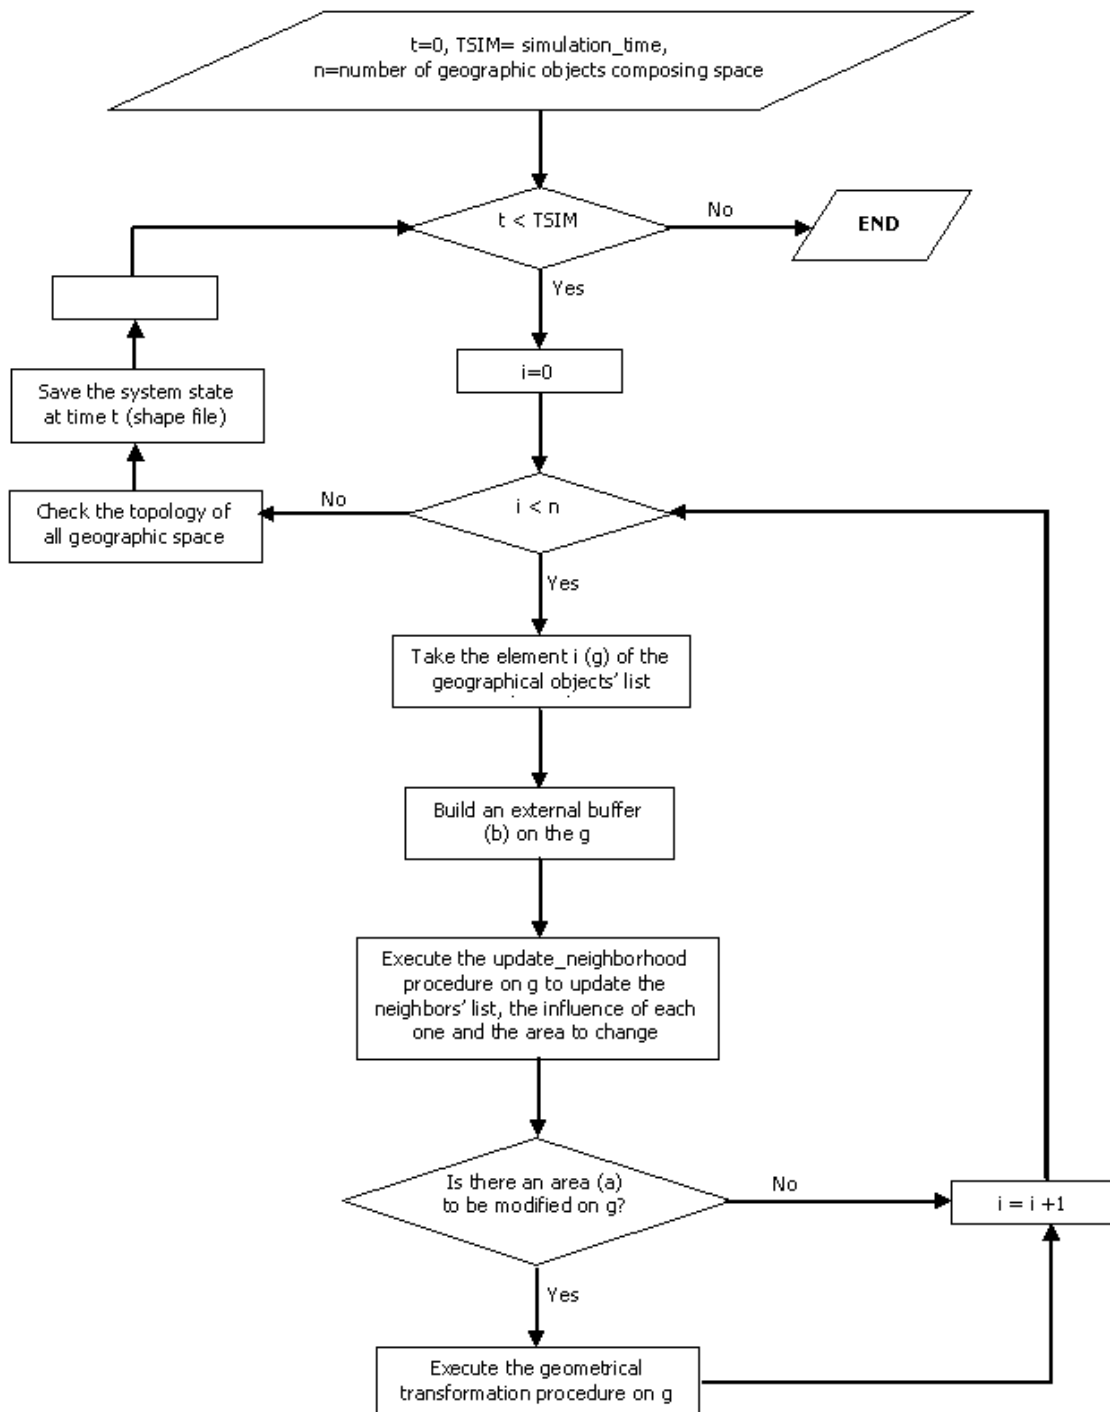 t=0, TSIM= simulation_time,
n=number of geographic objects composing space
t < TSIM
No
END
Yes
i=0
Save the system state
at time t (shape file)
i < n
No
Check the topology of
all geographic space
Yes
Take the element i (g) of the
geographical objects' list
Build an external buffer
(b) on the g
Execute the update_neighborhood
procedure on g to update the
neighbors' list, the influence of each
one and the area to change
Is there an area (a)
to be modified on g?
No
i = i +1
Yes
Execute the geometrical
transformation procedure on g